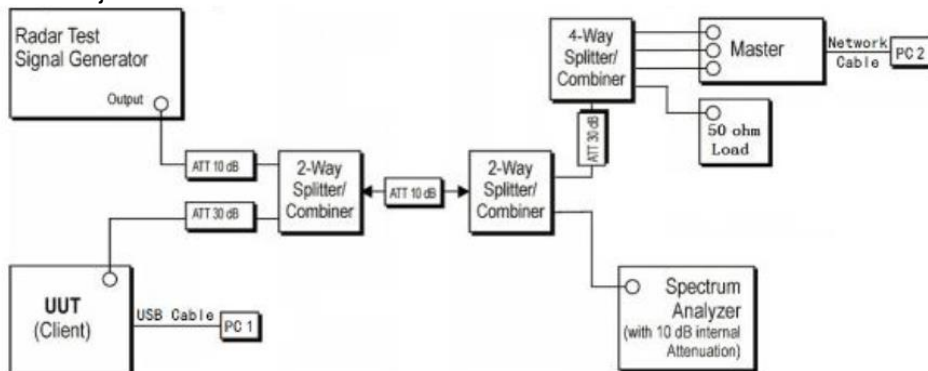 Radar Test
Signal Generator
Output
ATT 10 dB
ATT 30 dB
2-Way
Splitter/
Combiner
ATT 10 dB
2-Way
Splitter/
Combiner
4-Way
Splitter/
Combiner
ATT 30 dB
Master
Network
Cable
PC 2
50 ohm
Load
UUT
(Client)
USB Cable
PC 1
Spectrum
Analyzer
(with 10 dB internal
Attenuation)